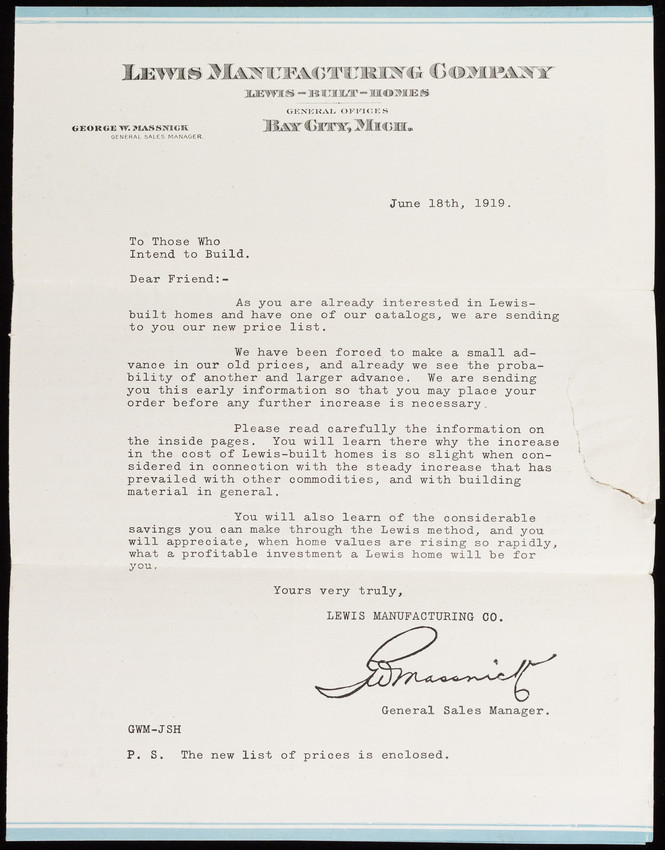 LEWIS MANUFACTURING COMPANY
LEWIS-BUILT-HOMES
GENERAL OFFICES
BAY CITY, MICH.
GEORGE W. MASSNICK
GENERAL SALES MANAGER.
June 18th, 1919.
To Those Who
Intend to Build.
Dear Friend:-
As you are already interested in Lewis-
built homes and have one of our catalogs, we are sending
to you our new price list.
We have been forced to make a small ad-
vance in our old prices, and already we see the proba-
bility of another and larger advance. We are sending
you this early information so that you may place your
order before any further increase is necessary.
Please read carefully the information on
the inside pages. You will learn there why the increase
in the cost of Lewis-built homes is so slight when con-
sidered in connection with the steady increase that has
prevailed with other commodities, and with building
material in general.
You will also learn of the considerable
savings you can make through the Lewis method, and you
will appreciate, when home values are rising so rapidly,
what a profitable investment a Lewis home will be for
you.
Yours very truly,
LEWIS MANUFACTURING CO.
GWMassnick
General Sales Manager.
GWM-JSH
P. S. The new list of prices is enclosed.